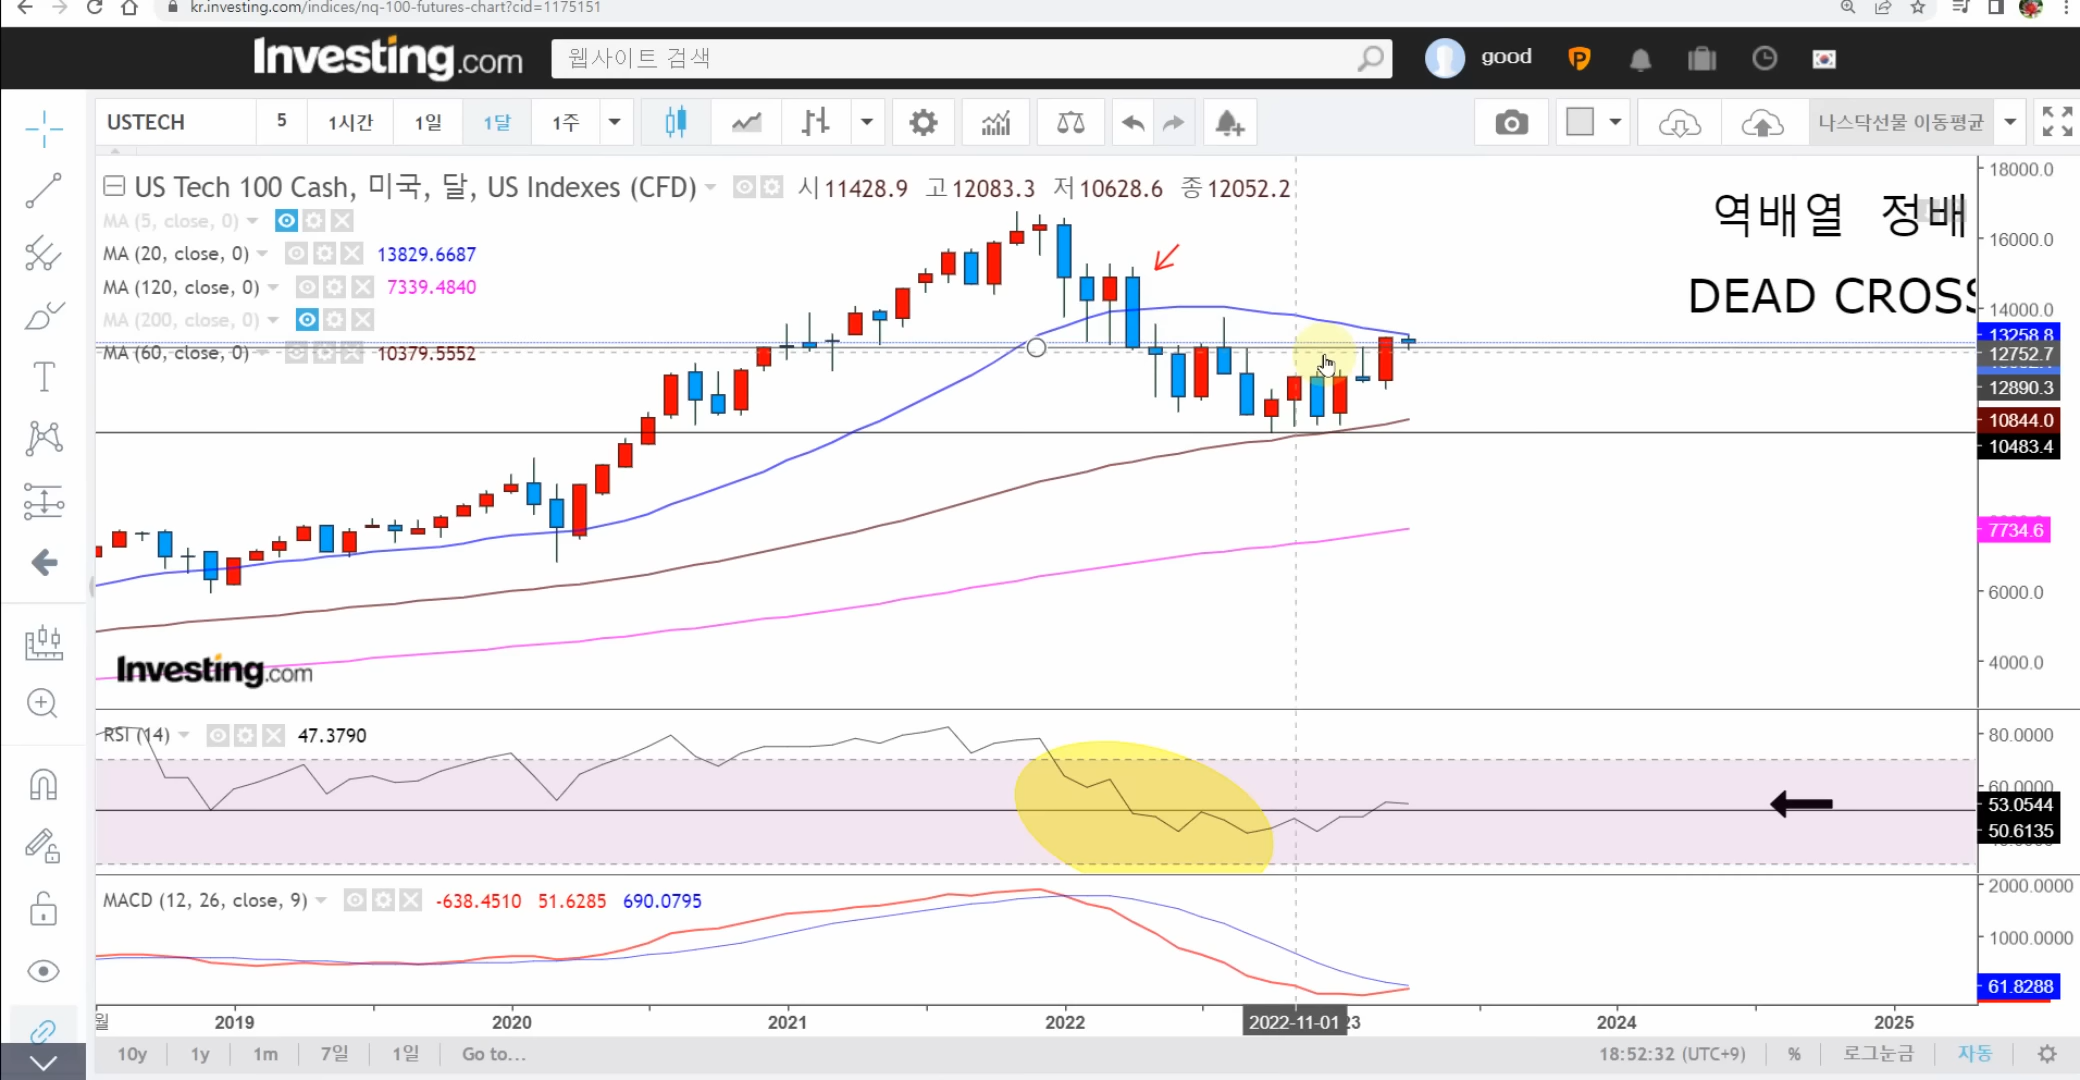 kr.investing.com/indices/nq-100-futures-chart?cid=1175151
Investing.com
웹사이트 검색
good
USTECH 5 1시간 1일 1달 1주
나스닥선물 이동평균
US Tech 100 Cash, 미국, 달, US Indexes (CFD) 시 11428.9 고 12083.3 저 10628.6 종 12052.2
MA (5, close, 0)
MA (20, close, 0) 13829.6687
MA (120, close, 0) 7339.4840
MA (200, close, 0)
MA (60, close, 0) 10379.5552
역배열 정배
DEAD CROSS
18000.0
16000.0
14000.0
13258.8
12752.7
12890.3
10844.0
10483.4
7734.6
6000.0
4000.0
Investing.com
RSI (14) 47.3790
80.0000
60.0000
53.0544
50.6135
MACD (12, 26, close, 9) -638.4510 51.6285 690.0795
2000.0000
1000.0000
61.8288
월 2019 2020 2021 2022 2022-11-01 23 2024 2025
10y 1y 1m 7일 1일 Go to... 18:52:32 (UTC+9) % 로그눈금 자동